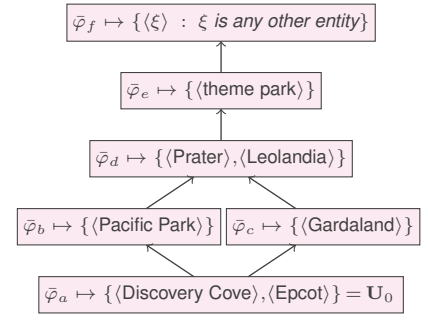 φ̄_f ↦ {⟨ξ⟩ : ξ is any other entity}
φ̄_e ↦ {⟨theme park⟩}
φ̄_d ↦ {⟨Prater⟩,⟨Leolandia⟩}
φ̄_b ↦ {⟨Pacific Park⟩}
φ̄_c ↦ {⟨Gardaland⟩}
φ̄_a ↦ {⟨Discovery Cove⟩,⟨Epcot⟩} = U_0